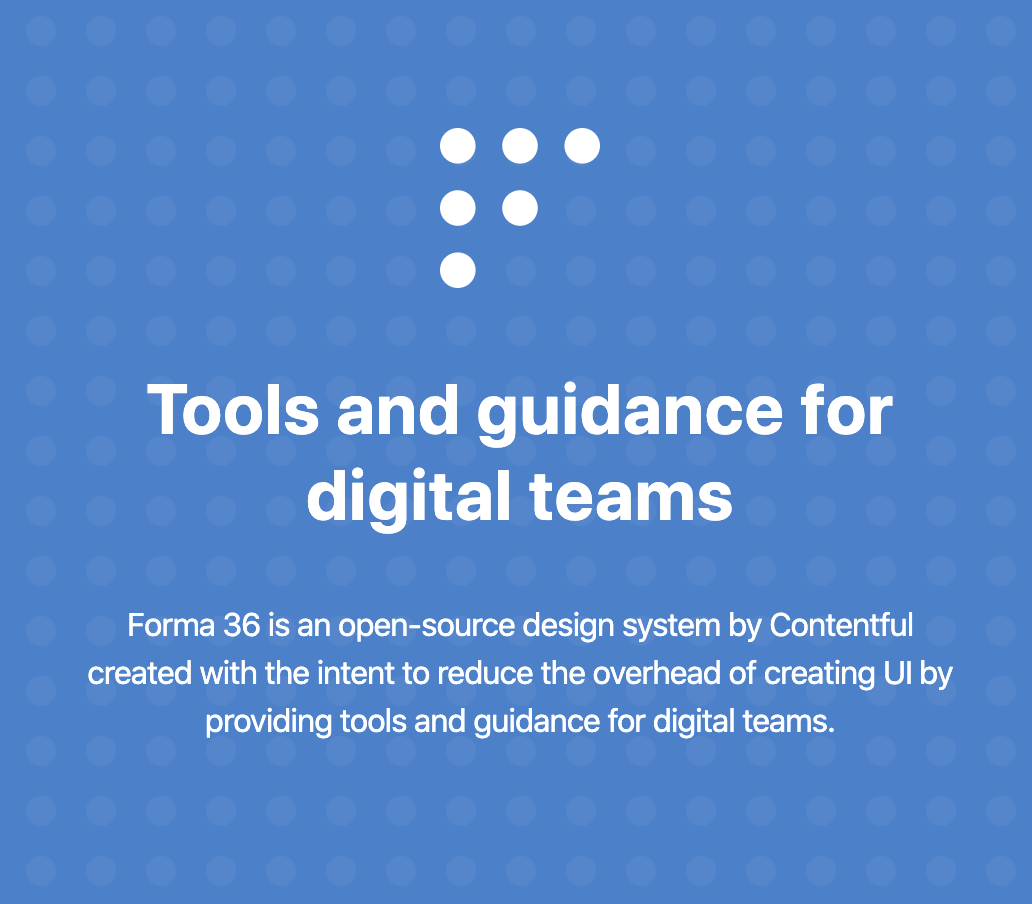 Tools and guidance for
digital teams
Forma 36 is an open-source design system by Contentful
created with the intent to reduce the overhead of creating UI by
providing tools and guidance for digital teams.